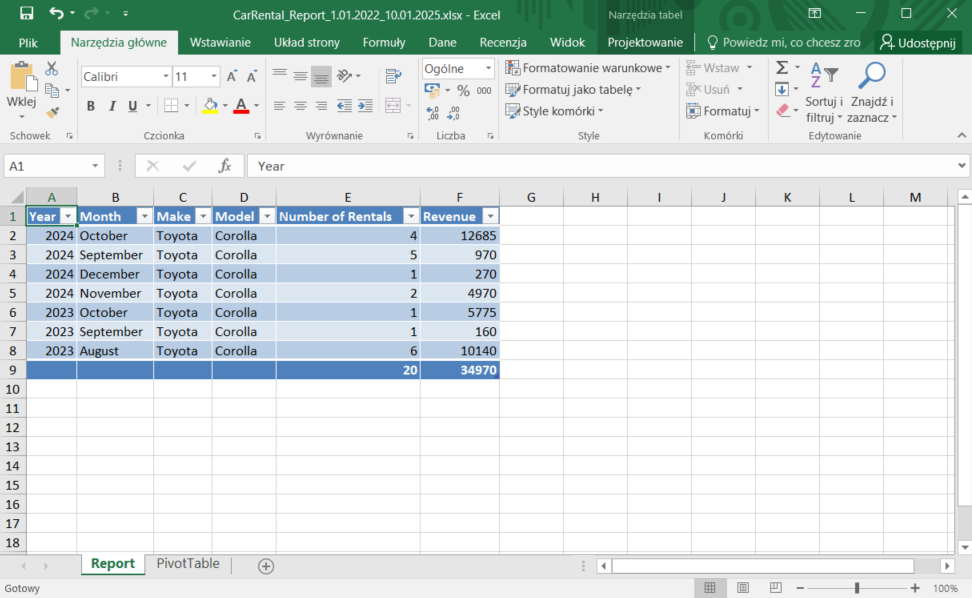 CarRental_Report_1.01.2022_10.01.2025.xlsx - Excel
Narzędzia tabel
Plik Narzędzia główne Wstawianie Układ strony Formuły Dane Recenzja Widok Projektowanie Powiedz mi, co chcesz zro Udostępnij
Wklej
Schowek
Calibri 11
B I U A
Czcionka
Wyrównanie
Ogólne
% 000
Liczba
Formatowanie warunkowe
Formatuj jako tabelę
Style komórki
Style
Wstaw
Usuń
Formatuj
Komórki
Sortuj i filtruj
Znajdź i zaznacz
Edytowanie
A1 fx Year
A B C D E F G H I J K L M
1 Year Month Make Model Number of Rentals Revenue
2 2024 October Toyota Corolla 4 12685
3 2024 September Toyota Corolla 5 970
4 2024 December Toyota Corolla 1 270
5 2024 November Toyota Corolla 2 4970
6 2023 October Toyota Corolla 1 5775
7 2023 September Toyota Corolla 1 160
8 2023 August Toyota Corolla 6 10140
9 20 34970
10
11
12
13
14
15
16
17
18
Report PivotTable
Gotowy 100%